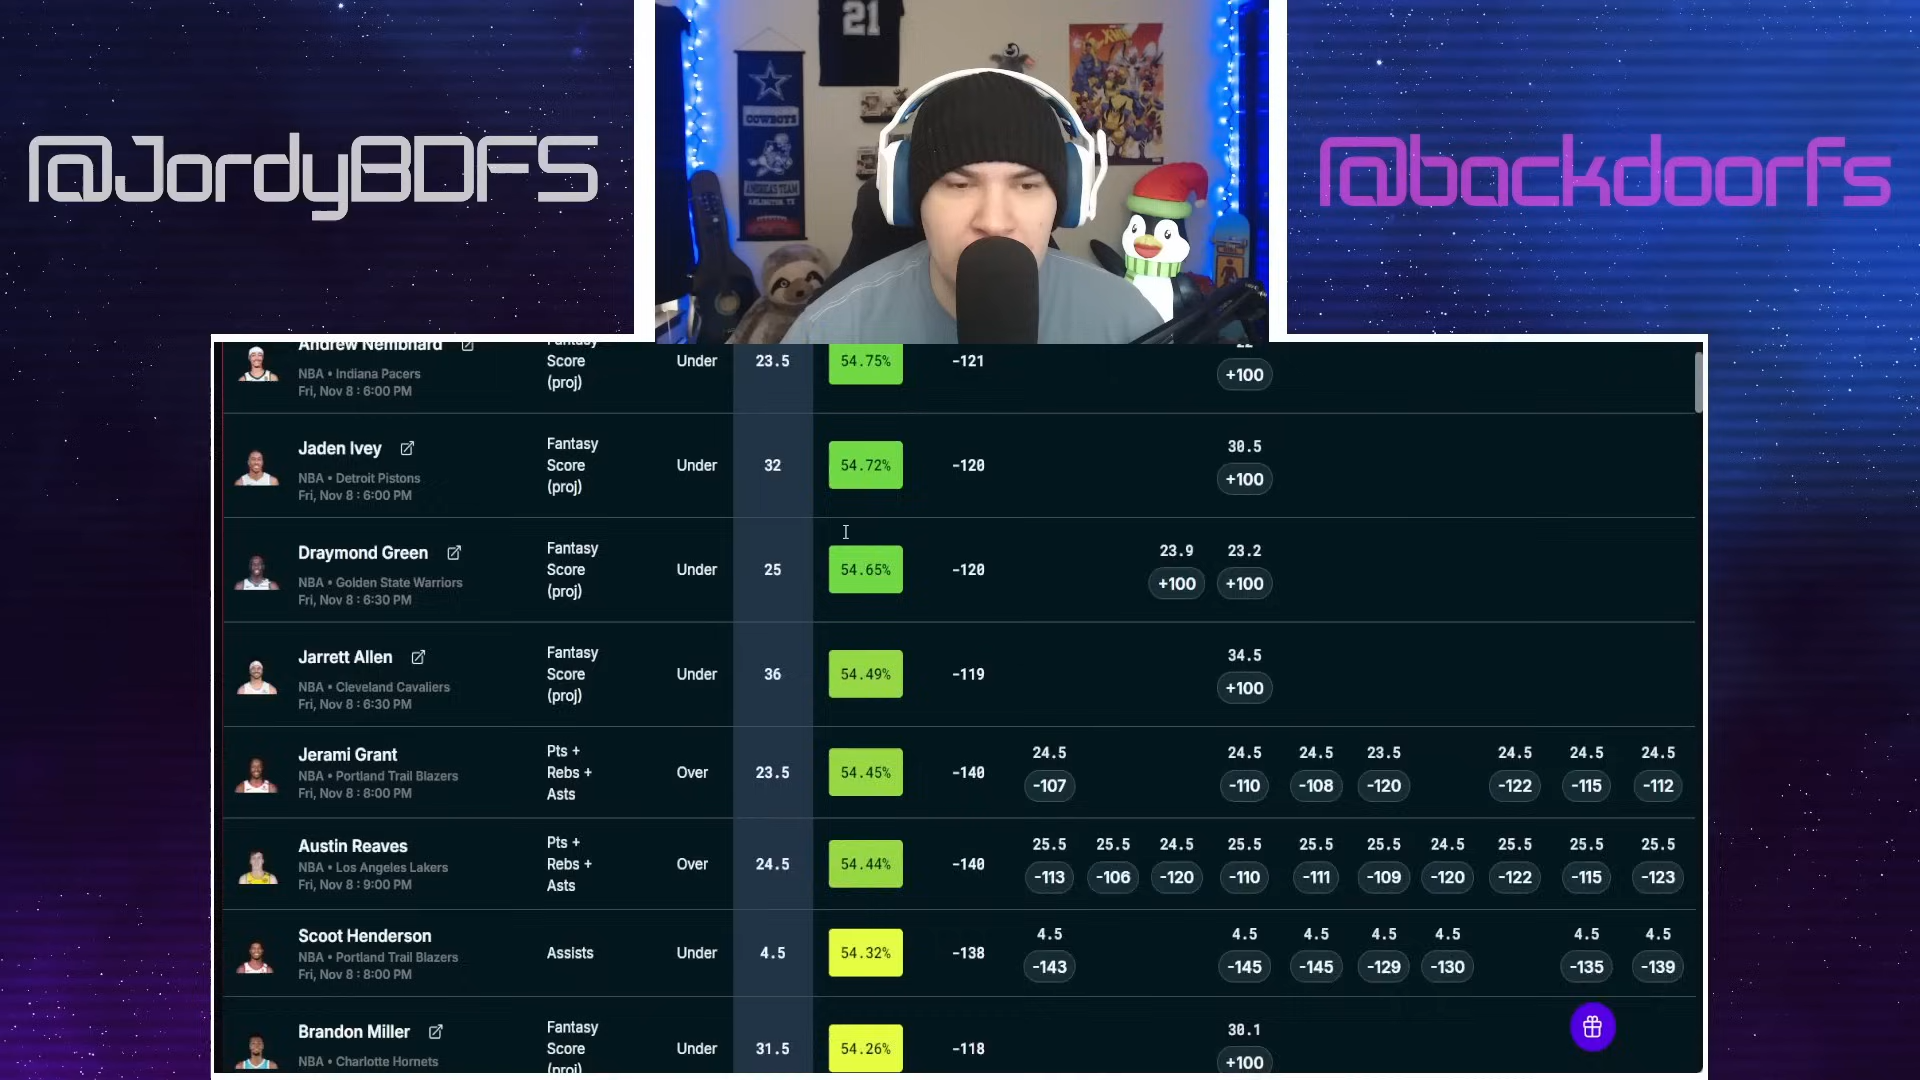 @JordyBDFS
@backdoorfs
21
COWBOYS
AMERICA'S TEAM
ARLINGTON, TX
X-MEN
Andrew Nembhard
NBA • Indiana Pacers
Fri, Nov 8 : 6:00 PM
Fantasy
Score
(proj)
Under
23.5
54.75%
-121
22
+100
Jaden Ivey
NBA • Detroit Pistons
Fri, Nov 8 : 6:00 PM
Fantasy
Score
(proj)
Under
32
54.72%
-120
30.5
+100
Draymond Green
NBA • Golden State Warriors
Fri, Nov 8 : 6:30 PM
Fantasy
Score
(proj)
Under
25
54.65%
-120
23.9 23.2
+100 +100
Jarrett Allen
NBA • Cleveland Cavaliers
Fri, Nov 8 : 6:30 PM
Fantasy
Score
(proj)
Under
36
54.49%
-119
34.5
+100
Jerami Grant
NBA • Portland Trail Blazers
Fri, Nov 8 : 8:00 PM
Pts +
Rebs +
Asts
Over
23.5
54.45%
-140
24.5 24.5 24.5 23.5 24.5 24.5 24.5
-107 -110 -108 -120 -122 -115 -112
Austin Reaves
NBA • Los Angeles Lakers
Fri, Nov 8 : 9:00 PM
Pts +
Rebs +
Asts
Over
24.5
54.44%
-140
25.5 25.5 24.5 25.5 25.5 25.5 24.5 25.5 25.5 25.5
-113 -106 -120 -110 -111 -109 -120 -122 -115 -123
Scoot Henderson
NBA • Portland Trail Blazers
Fri, Nov 8 : 8:00 PM
Assists
Under
4.5
54.32%
-138
4.5 4.5 4.5 4.5 4.5 4.5 4.5
-143 -145 -145 -129 -130 -135 -139
Brandon Miller
NBA • Charlotte Hornets
Fantasy
Score
(proj)
Under
31.5
54.26%
-118
30.1
+100